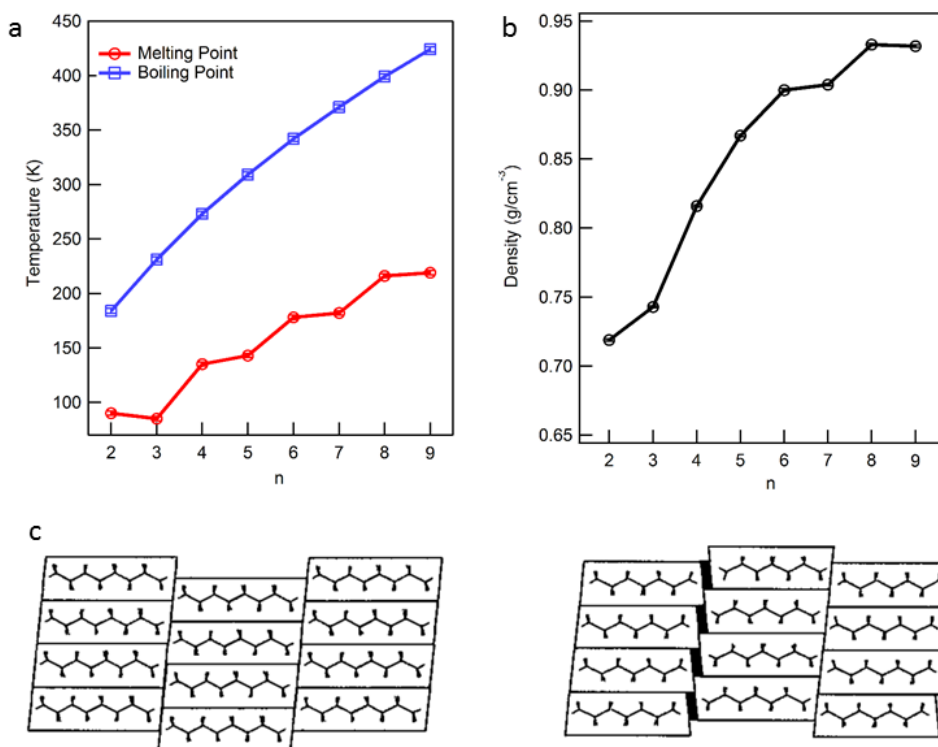 a
450
400
350
300
250
200
150
100
Temperature (K)
Melting Point
Boiling Point
2 3 4 5 6 7 8 9
n
b
0.95
0.90
0.85
0.80
0.75
0.70
0.65
Density (g/cm⁻³)
2 3 4 5 6 7 8 9
n
c